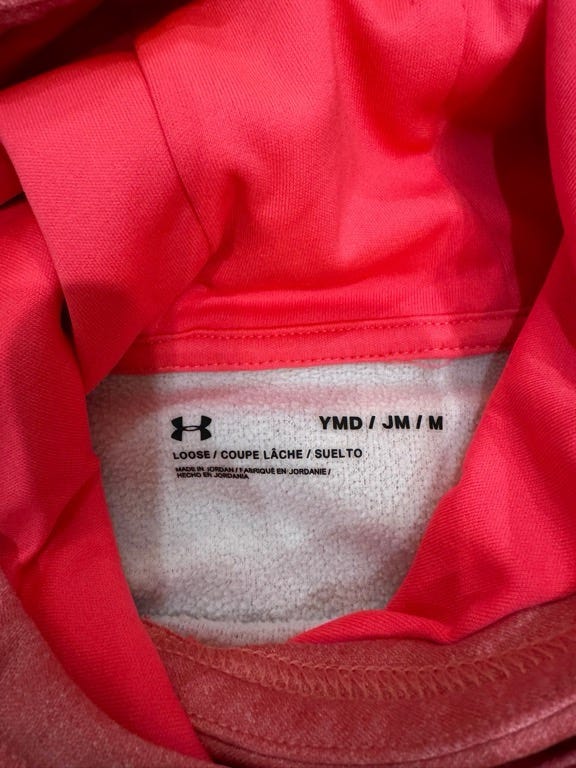 YMD / JM / M
LOOSE / COUPE LÂCHE / SUELTO
MADE IN JORDAN / FABRIQUÉ EN JORDANIE /
HECHO EN JORDANIA